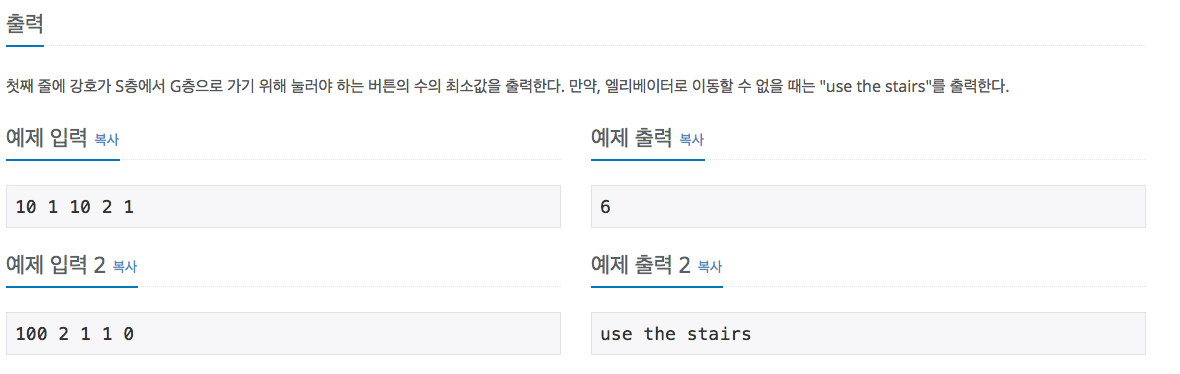 출력
첫째 줄에 강호가 S층에서 G층으로 가기 위해 눌러야 하는 버튼의 수의 최소값을 출력한다. 만약, 엘리베이터로 이동할 수 없을 때는 "use the stairs"를 출력한다.
예제 입력 복사
10 1 10 2 1
예제 출력 복사
6
예제 입력 2 복사
100 2 1 1 0
예제 출력 2 복사
use the stairs